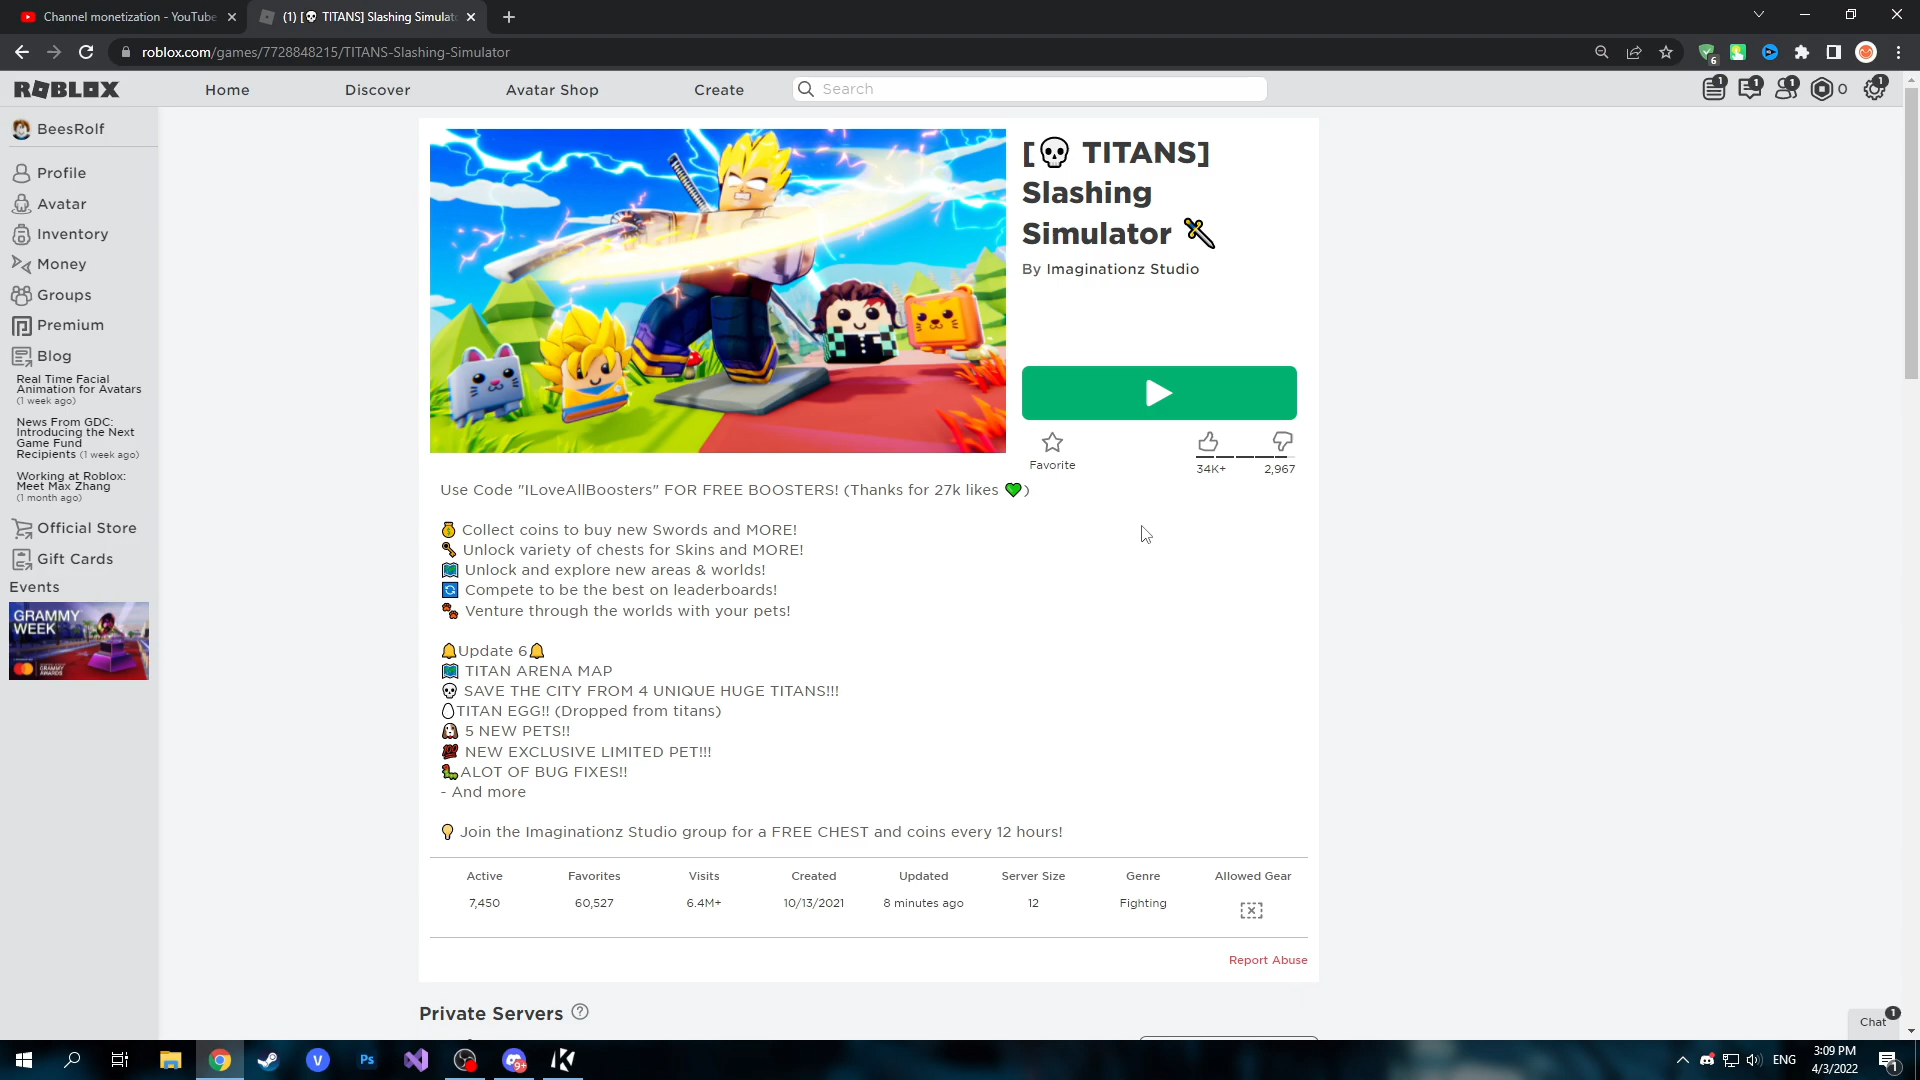 Channel monetization - YouTube
(1) [💀 TITANS] Slashing Simulat
roblox.com/games/7728848215/TITANS-Slashing-Simulator
6
ROBLOX
Home
Discover
Avatar Shop
Create
Search
1
1
1
0
1
BeesRolf
Profile
Avatar
Inventory
Money
Groups
Premium
Blog
Real Time Facial
Animation for Avatars
(1 week ago)
News From GDC:
Introducing the Next
Game Fund
Recipients (1 week ago)
Working at Roblox:
Meet Max Zhang
(1 month ago)
Official Store
Gift Cards
Events
GRAMMY
WEEK
[💀 TITANS]
Slashing
Simulator 🗡
By Imaginationz Studio
Favorite
34K+
2,967
Use Code "ILoveAllBoosters" FOR FREE BOOSTERS! (Thanks for 27k likes 💚)
💰 Collect coins to buy new Swords and MORE!
🔑 Unlock variety of chests for Skins and MORE!
🗺 Unlock and explore new areas & worlds!
🔄 Compete to be the best on leaderboards!
🐾 Venture through the worlds with your pets!
🔔Update 6🔔
🗺 TITAN ARENA MAP
💀 SAVE THE CITY FROM 4 UNIQUE HUGE TITANS!!!
🥚TITAN EGG!! (Dropped from titans)
🐶 5 NEW PETS!!
💯 NEW EXCLUSIVE LIMITED PET!!!
🐛ALOT OF BUG FIXES!!
- And more
💡 Join the Imaginationz Studio group for a FREE CHEST and coins every 12 hours!
Active
Favorites
Visits
Created
Updated
Server Size
Genre
Allowed Gear
7,450
60,527
6.4M+
10/13/2021
8 minutes ago
12
Fighting
Report Abuse
Private Servers
Chat
1
V
Ps
9+
ENG
3:09 PM
4/3/2022
1